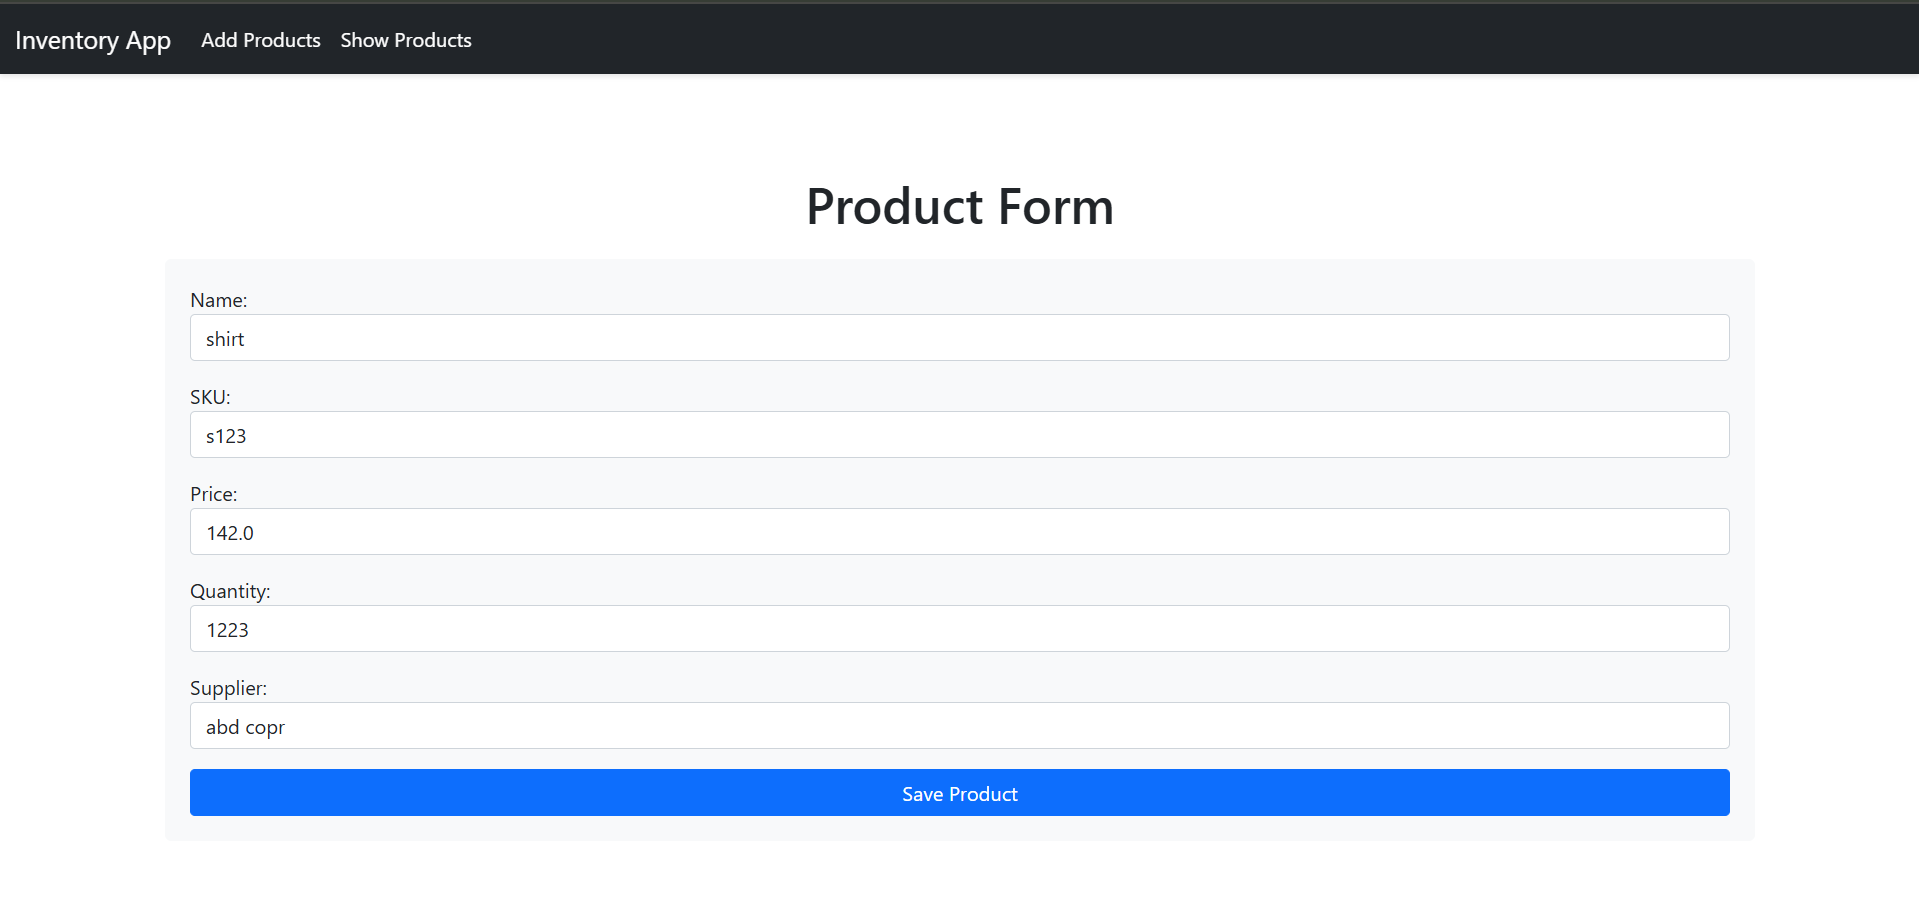 Inventory App Add Products Show Products
Product Form
Name:
shirt
SKU:
s123
Price:
142.0
Quantity:
1223
Supplier:
abd copr
Save Product